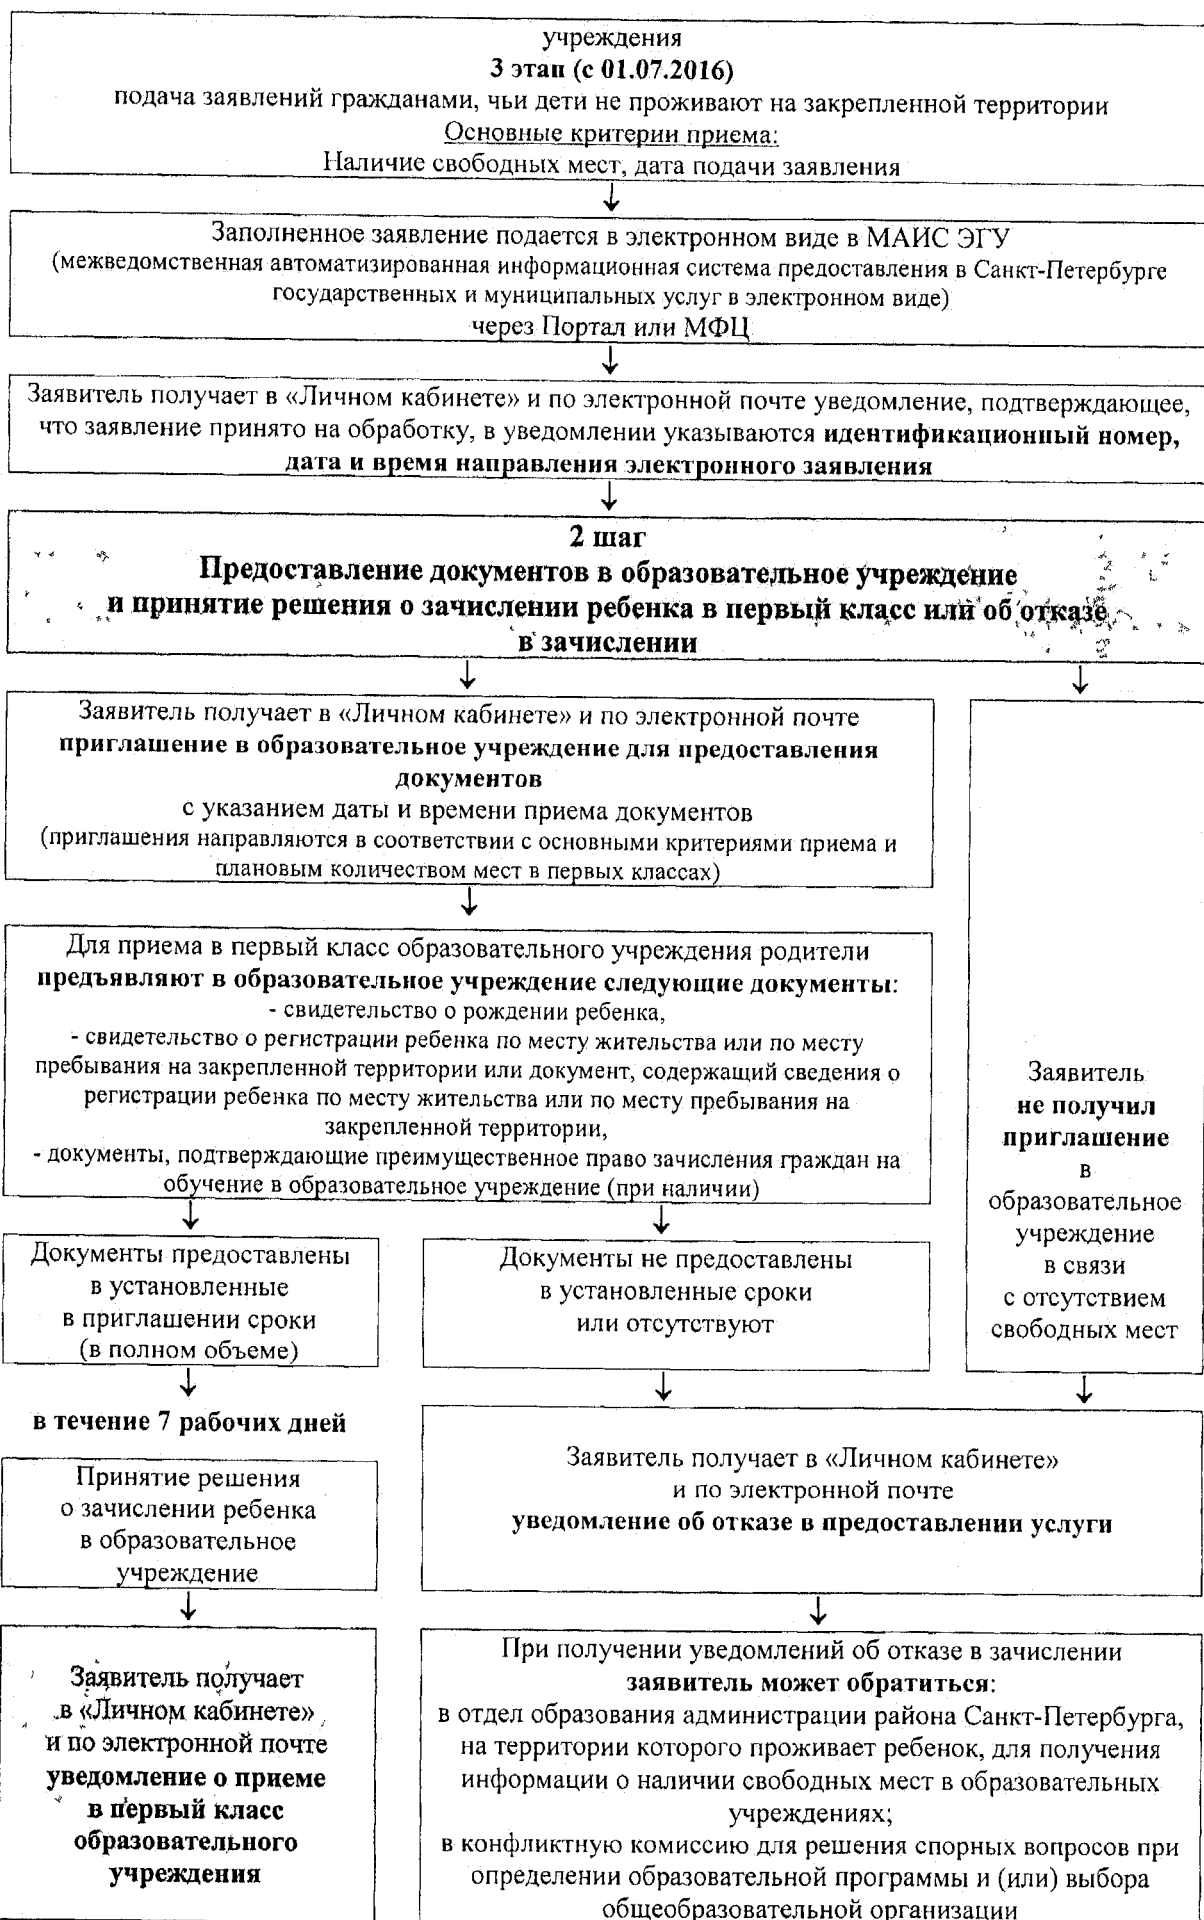 учреждения
3 этап (с 01.07.2016)
подача заявлений гражданами, чьи дети не проживают на закрепленной территории
Основные критерии приема:
Наличие свободных мест, дата подачи заявления
Заполненное заявление подается в электронном виде в МАИС ЭГУ
(межведомственная автоматизированная информационная система предоставления в Санкт-Петербурге
государственных и муниципальных услуг в электронном виде)
через Портал или МФЦ
Заявитель получает в «Личном кабинете» и по электронной почте уведомление, подтверждающее,
что заявление принято на обработку, в уведомлении указываются идентификационный номер,
дата и время направления электронного заявления
2 шаг
Предоставление документов в образовательное учреждение
и принятие решения о зачислении ребенка в первый класс или об отказе
в зачислении
Заявитель получает в «Личном кабинете» и по электронной почте
приглашение в образовательное учреждение для предоставления
документов
с указанием даты и времени приема документов
(приглашения направляются в соответствии с основными критериями приема и
плановым количеством мест в первых классах)
Для приема в первый класс образовательного учреждения родители
предъявляют в образовательное учреждение следующие документы:
- свидетельство о рождении ребенка,
- свидетельство о регистрации ребенка по месту жительства или по месту
пребывания на закрепленной территории или документ, содержащий сведения о
регистрации ребенка по месту жительства или по месту пребывания на
закрепленной территории,
- документы, подтверждающие преимущественное право зачисления граждан на
обучение в образовательное учреждение (при наличии)
Заявитель
не получил
приглашение
в
образовательное
учреждение
в связи
с отсутствием
свободных мест
Документы предоставлены
в установленные
в приглашении сроки
(в полном объеме)
Документы не предоставлены
в установленные сроки
или отсутствуют
в течение 7 рабочих дней
Принятие решения
о зачислении ребенка
в образовательное
учреждение
Заявитель получает в «Личном кабинете»
и по электронной почте
уведомление об отказе в предоставлении услуги
Заявитель получает
в «Личном кабинете»
и по электронной почте
уведомление о приеме
в первый класс
образовательного
учреждения
При получении уведомлений об отказе в зачислении
заявитель может обратиться:
в отдел образования администрации района Санкт-Петербурга,
на территории которого проживает ребенок, для получения
информации о наличии свободных мест в образовательных
учреждениях;
в конфликтную комиссию для решения спорных вопросов при
определении образовательной программы и (или) выбора
общеобразовательной организации